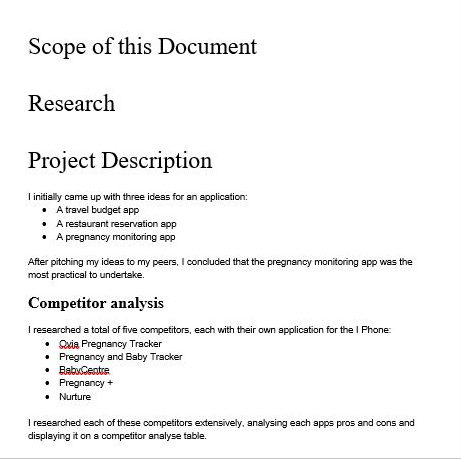 Scope of this Document
Research
Project Description
I initially came up with three ideas for an application:
• A travel budget app
• A restaurant reservation app
• A pregnancy monitoring app
After pitching my ideas to my peers, I concluded that the pregnancy monitoring app was the
most practical to undertake.
Competitor analysis
I researched a total of five competitors, each with their own application for the I Phone:
• Ovia Pregnancy Tracker
• Pregnancy and Baby Tracker
• BabyCentre
• Pregnancy +
• Nurture
I researched each of these competitors extensively, analysing each apps pros and cons and
displaying it on a competitor analyse table.